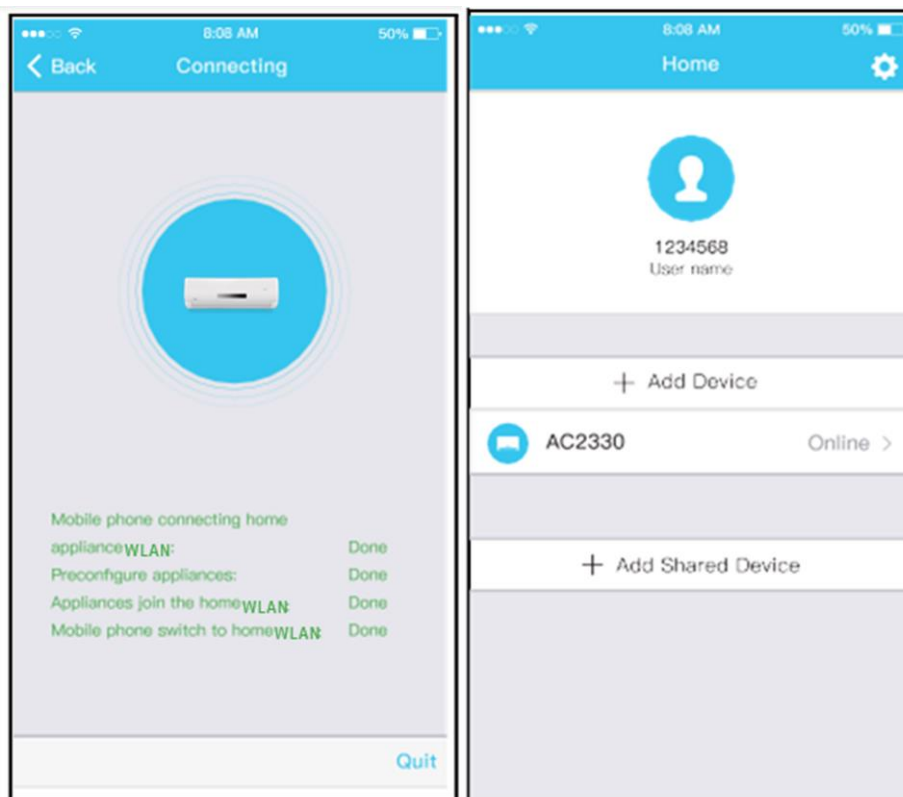 8:08 AM
50%
Back
Connecting
Mobile phone connecting home
applianceWLAN:
Done
Preconfigure appliances:
Done
Appliances join the homeWLAN:
Done
Mobile phone switch to homeWLAN:
Done
Quit
8:08 AM
50%
Home
1234568
User name
+ Add Device
AC2330
Online >
+ Add Shared Device